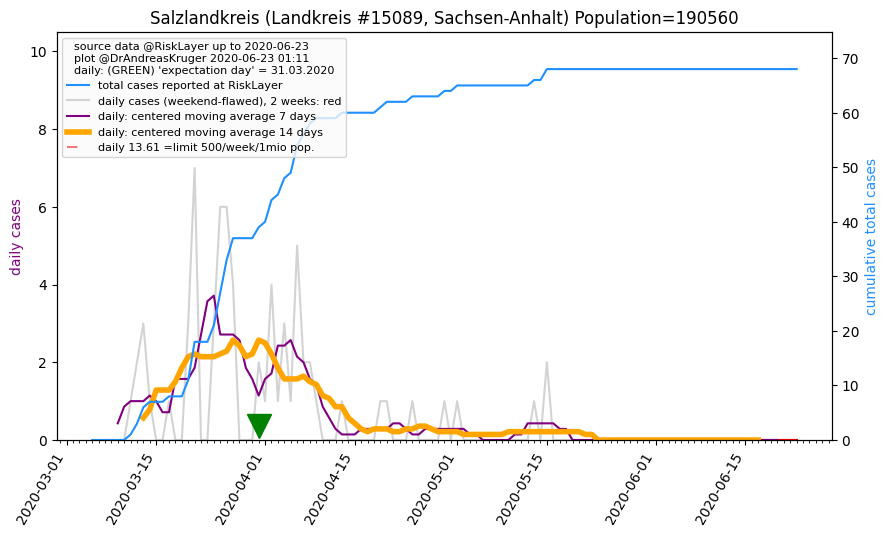 Salzlandkreis (Landkreis #15089, Sachsen-Anhalt) Population=190560
source data @RiskLayer up to 2020-06-23
plot @DrAndreasKruger 2020-06-23 01:11
daily: (GREEN) 'expectation day' = 31.03.2020
total cases reported at RiskLayer
daily cases (weekend-flawed), 2 weeks: red
daily: centered moving average 7 days
daily: centered moving average 14 days
daily 13.61 =limit 500/week/1mio pop.
daily cases
10
8
6
4
2
0
cumulative total cases
70
60
50
40
30
20
10
0
2020-03-01
2020-03-15
2020-04-01
2020-04-15
2020-05-01
2020-05-15
2020-06-01
2020-06-15